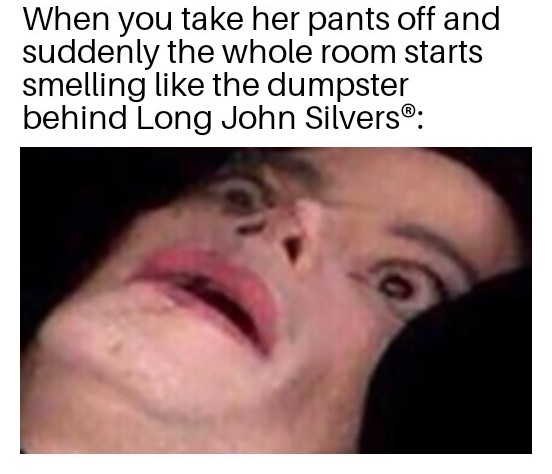 When you take her pants off and
suddenly the whole room starts
smelling like the dumpster
behind Long John Silvers®: